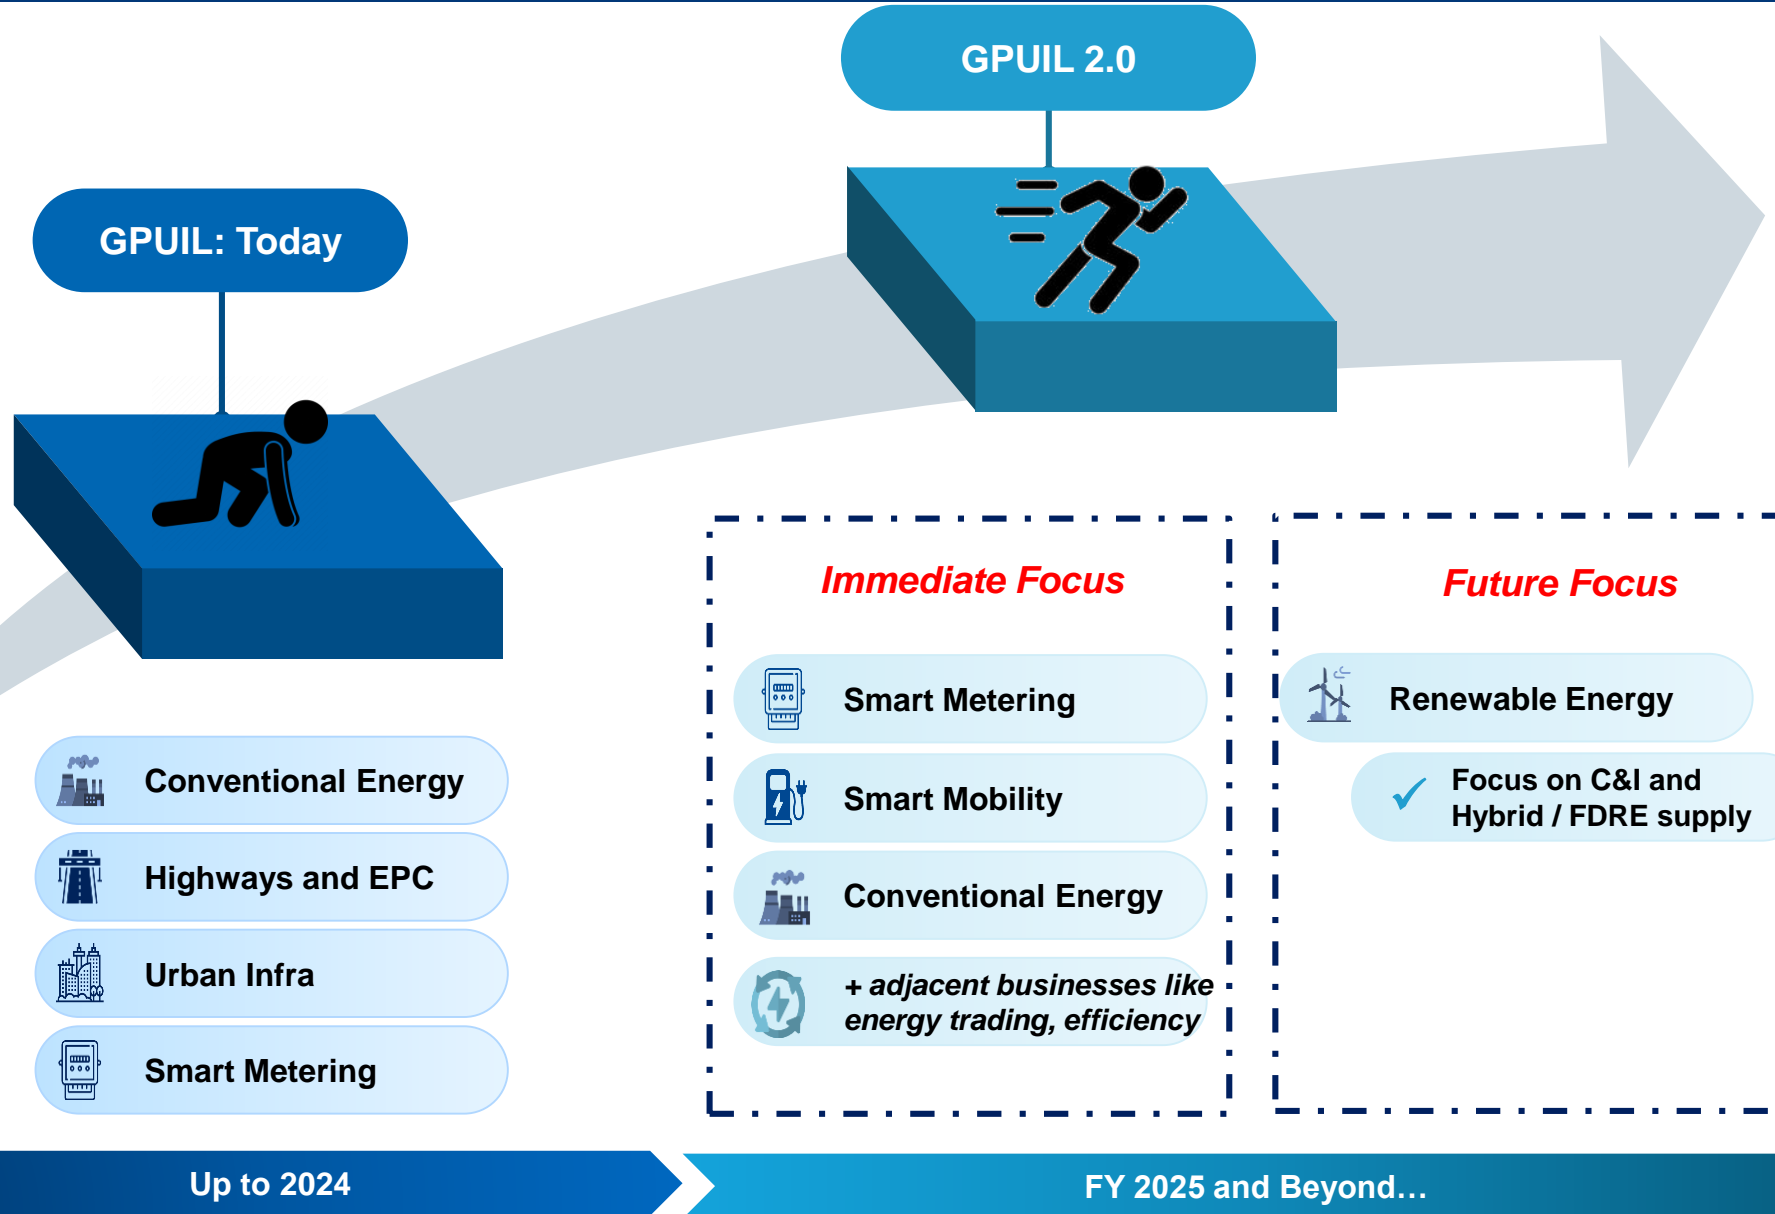 GPUIL 2.0
GPUIL: Today
Conventional Energy
Highways and EPC
Urban Infra
Smart Metering
Immediate Focus
Smart Metering
Smart Mobility
Conventional Energy
+ adjacent businesses like
energy trading, efficiency
Future Focus
Renewable Energy
Focus on C&I and
Hybrid / FDRE supply
Up to 2024
FY 2025 and Beyond…